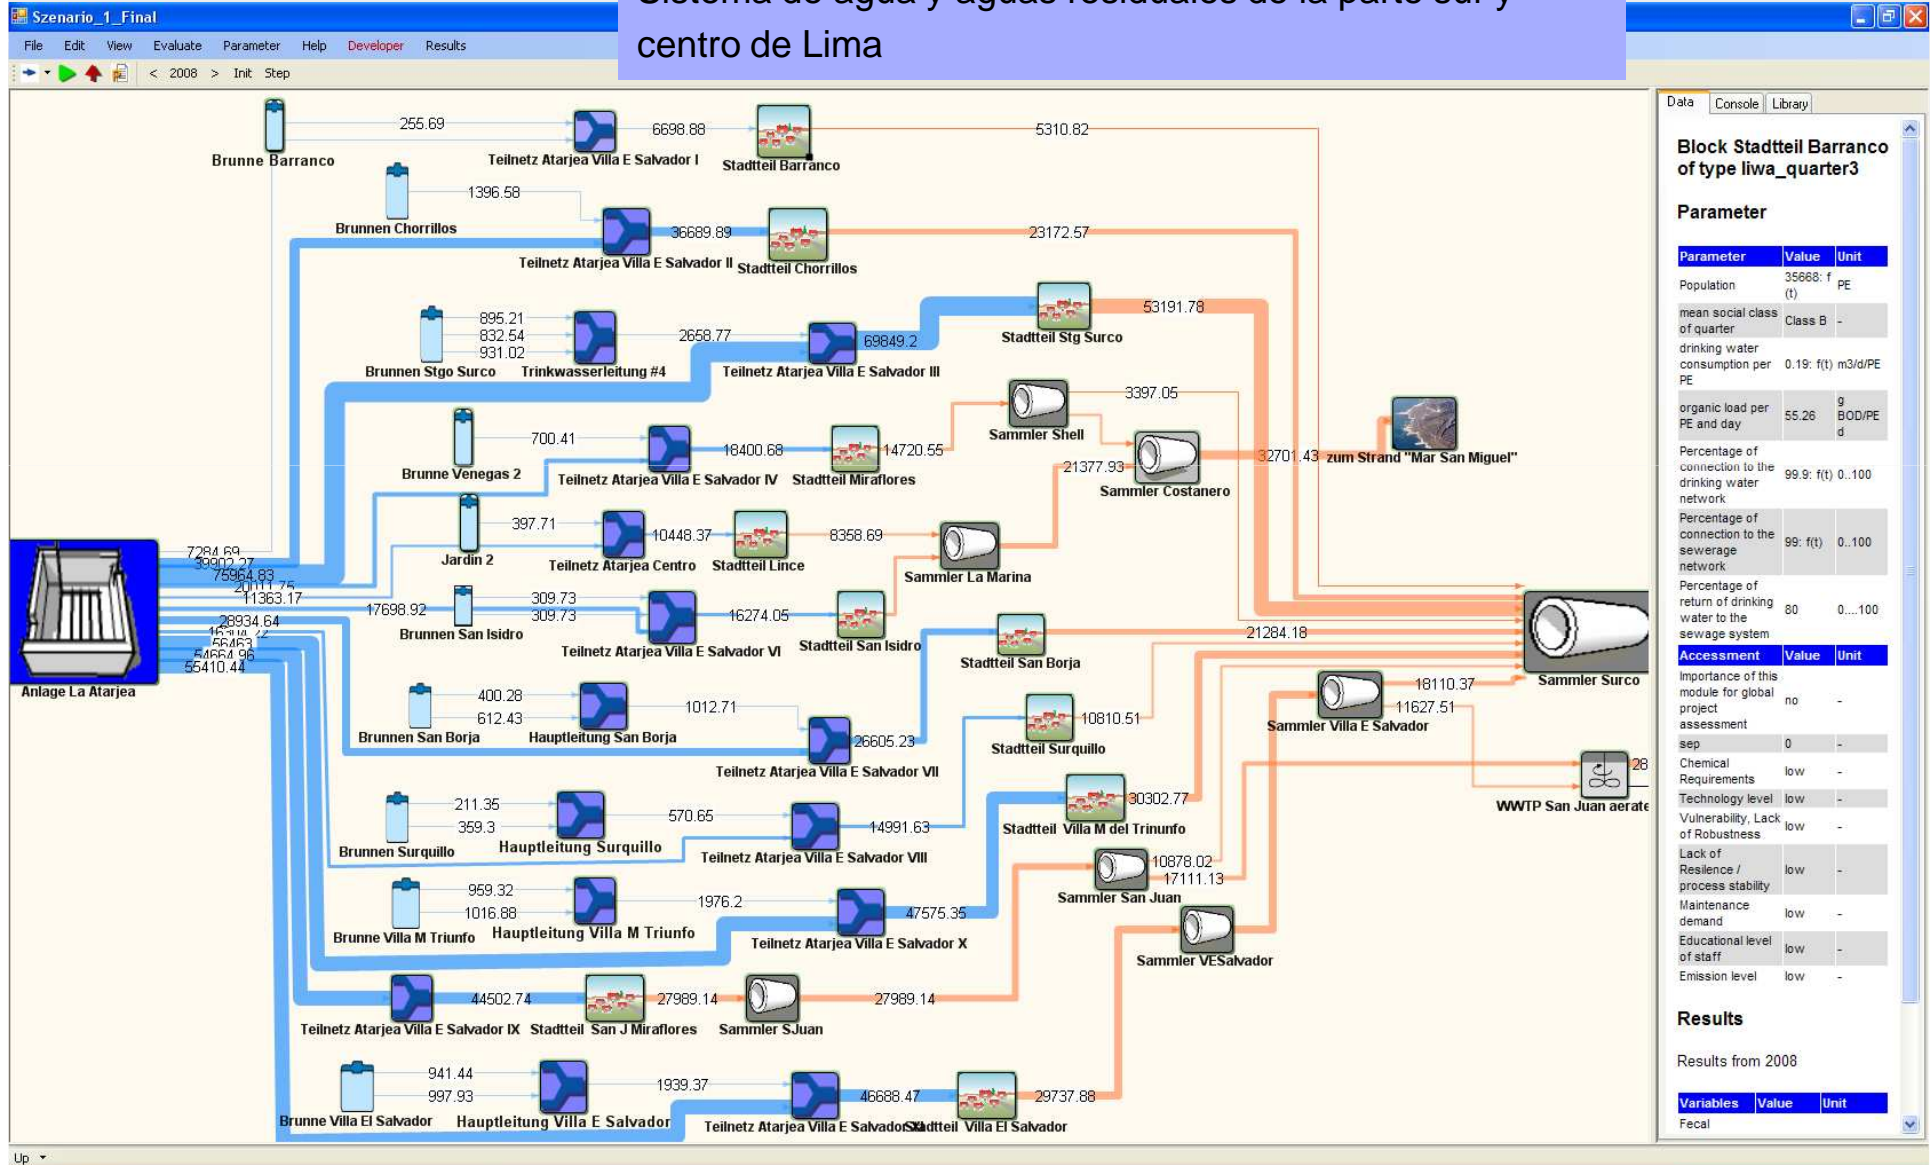 Sistema de agua y aguas residuales de la parte sur y
centro de Lima
Szenario_1_Final
File Edit View Evaluate Parameter Help Developer Results
< 2008 > Init Step
Brunne Barranco
255.69
Teilnetz Atarjea Villa E Salvador I
6698.88
Stadtteil Barranco
5310.82
Brunnen Chorrillos
1396.58
Teilnetz Atarjea Villa E Salvador II
36689.89
Stadtteil Chorrillos
23172.57
Brunnen Stgo Surco
895.21
832.54
931.02
Trinkwasserleitung #4
2658.77
Teilnetz Atarjea Villa E Salvador III
69849.2
Stadtteil Stg Surco
53191.78
Brunne Venegas 2
700.41
Teilnetz Atarjea Villa E Salvador IV
18400.68
Stadtteil Miraflores
14720.55
Sammler Shell
3397.05
21377.93
Sammler Costanero
32701.43
zum Strand "Mar San Miguel"
Jardin 2
397.71
Teilnetz Atarjea Centro
10448.37
Stadtteil Lince
8358.69
Sammler La Marina
Anlage La Atarjea
7284.69
39902.27
75964.83
20011.75
11363.17
17698.92
28934.64
16304.22
56463
54664.96
55410.44
Brunnen San Isidro
309.73
309.73
Teilnetz Atarjea Villa E Salvador VI
16274.05
Stadtteil San Isidro
Brunnen San Borja
400.28
612.43
Hauptleitung San Borja
1012.71
Teilnetz Atarjea Villa E Salvador VII
26605.23
Stadtteil San Borja
21284.18
Brunnen Surquillo
211.35
359.3
Hauptleitung Surquillo
570.65
Teilnetz Atarjea Villa E Salvador VIII
14991.63
Stadtteil Surquillo
10810.51
Brunne Villa M Triunfo
959.32
1016.88
Hauptleitung Villa M Triunfo
1976.2
Teilnetz Atarjea Villa E Salvador X
47575.35
Stadtteil Villa M del Trinunfo
30302.77
Teilnetz Atarjea Villa E Salvador IX
44502.74
Stadtteil San J Miraflores
27989.14
Sammler SJuan
27989.14
Sammler San Juan
10878.02
17111.13
Brunne Villa El Salvador
941.44
997.93
Hauptleitung Villa E Salvador
1939.37
Teilnetz Atarjea Villa E Salvador
46688.47
Stadtteil Villa El Salvador
29737.88
Sammler VESalvador
Sammler Villa E Salvador
18110.37
11627.51
Sammler Surco
WWTP San Juan aerate
28
Data Console Library
Block Stadtteil Barranco
of type liwa_quarter3
Parameter
Parameter Value Unit
Population 35668: f(t) PE
mean social class of quarter Class B -
drinking water consumption per PE 0.19: f(t) m3/d/PE
organic load per PE and day 55.26 g BOD/PE d
Percentage of connection to the drinking water network 99.9: f(t) 0..100
Percentage of connection to the sewerage network 99: f(t) 0..100
Percentage of return of drinking water to the sewage system 80 0....100
Accessment Value Unit
Importance of this module for global project assessment no -
sep 0 -
Chemical Requirements low -
Technology level low -
Vulnerability, Lack of Robustness low -
Lack of Resilence / process stability low -
Maintenance demand low -
Educational level of staff low -
Emission level low -
Results
Results from 2008
Variables Value Unit
Fecal
Up